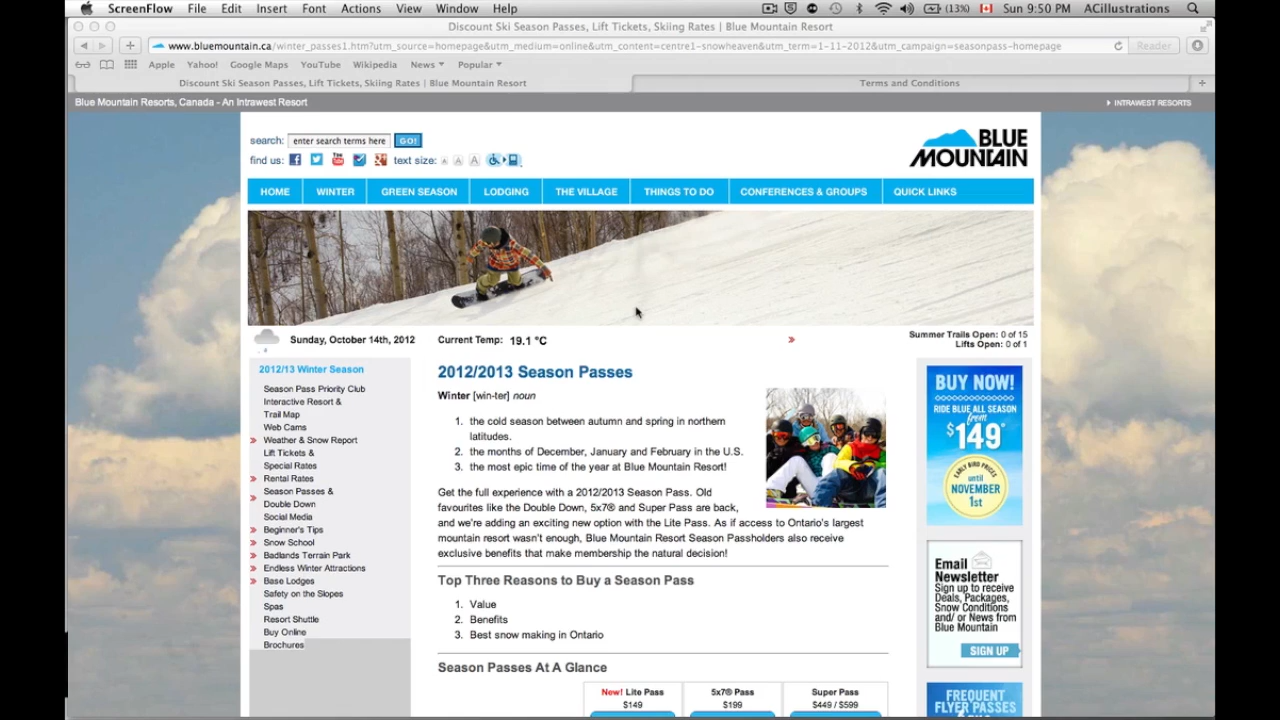 ScreenFlow File Edit Insert Font Actions View Window Help (13%) Sun 9:50 PM ACillustrations
Discount Ski Season Passes, Lift Tickets, Skiing Rates | Blue Mountain Resort
www.bluemountain.ca/winter_passes1.htm?utm_source=homepage&utm_medium=online&utm_content=centre1-snowheaven&utm_term=1-11-2012&utm_campaign=seasonpass-homepage Reader
Apple Yahoo! Google Maps YouTube Wikipedia News ▾ Popular ▾
Discount Ski Season Passes, Lift Tickets, Skiing Rates | Blue Mountain Resort Terms and Conditions
Blue Mountain Resorts, Canada - An Intrawest Resort INTRAWEST RESORTS
search: enter search terms here GO!
find us: text size: A A A
BLUE
MOUNTAIN
HOME WINTER GREEN SEASON LODGING THE VILLAGE THINGS TO DO CONFERENCES & GROUPS QUICK LINKS
Sunday, October 14th, 2012 Current Temp: 19.1 °C
Summer Trails Open: 0 of 15
Lifts Open: 0 of 1
2012/13 Winter Season
Season Pass Priority Club
Interactive Resort &
Trail Map
Web Cams
Weather & Snow Report
Lift Tickets &
Special Rates
Rental Rates
Season Passes &
Double Down
Social Media
Beginner's Tips
Snow School
Badlands Terrain Park
Endless Winter Attractions
Base Lodges
Safety on the Slopes
Spas
Resort Shuttle
Buy Online
Brochures
2012/2013 Season Passes
Winter [win-ter] noun
1. the cold season between autumn and spring in northern
latitudes.
2. the months of December, January and February in the U.S.
3. the most epic time of the year at Blue Mountain Resort!
Get the full experience with a 2012/2013 Season Pass. Old
favourites like the Double Down, 5x7® and Super Pass are back,
and we're adding an exciting new option with the Lite Pass. As if access to Ontario's largest
mountain resort wasn't enough, Blue Mountain Resort Season Passholders also receive
exclusive benefits that make membership the natural decision!
Top Three Reasons to Buy a Season Pass
1. Value
2. Benefits
3. Best snow making in Ontario
Season Passes At A Glance
New! Lite Pass 5x7® Pass Super Pass
$149 $199 $449 / $599
BUY NOW!
RIDE BLUE ALL SEASON
from
$149*
EARLY BIRD PRICES
until
NOVEMBER
1st
Email
Newsletter
Sign up to receive
Deals, Packages,
Snow Conditions
and/ or News from
Blue Mountain
SIGN UP
FREQUENT
FLYER PASSES